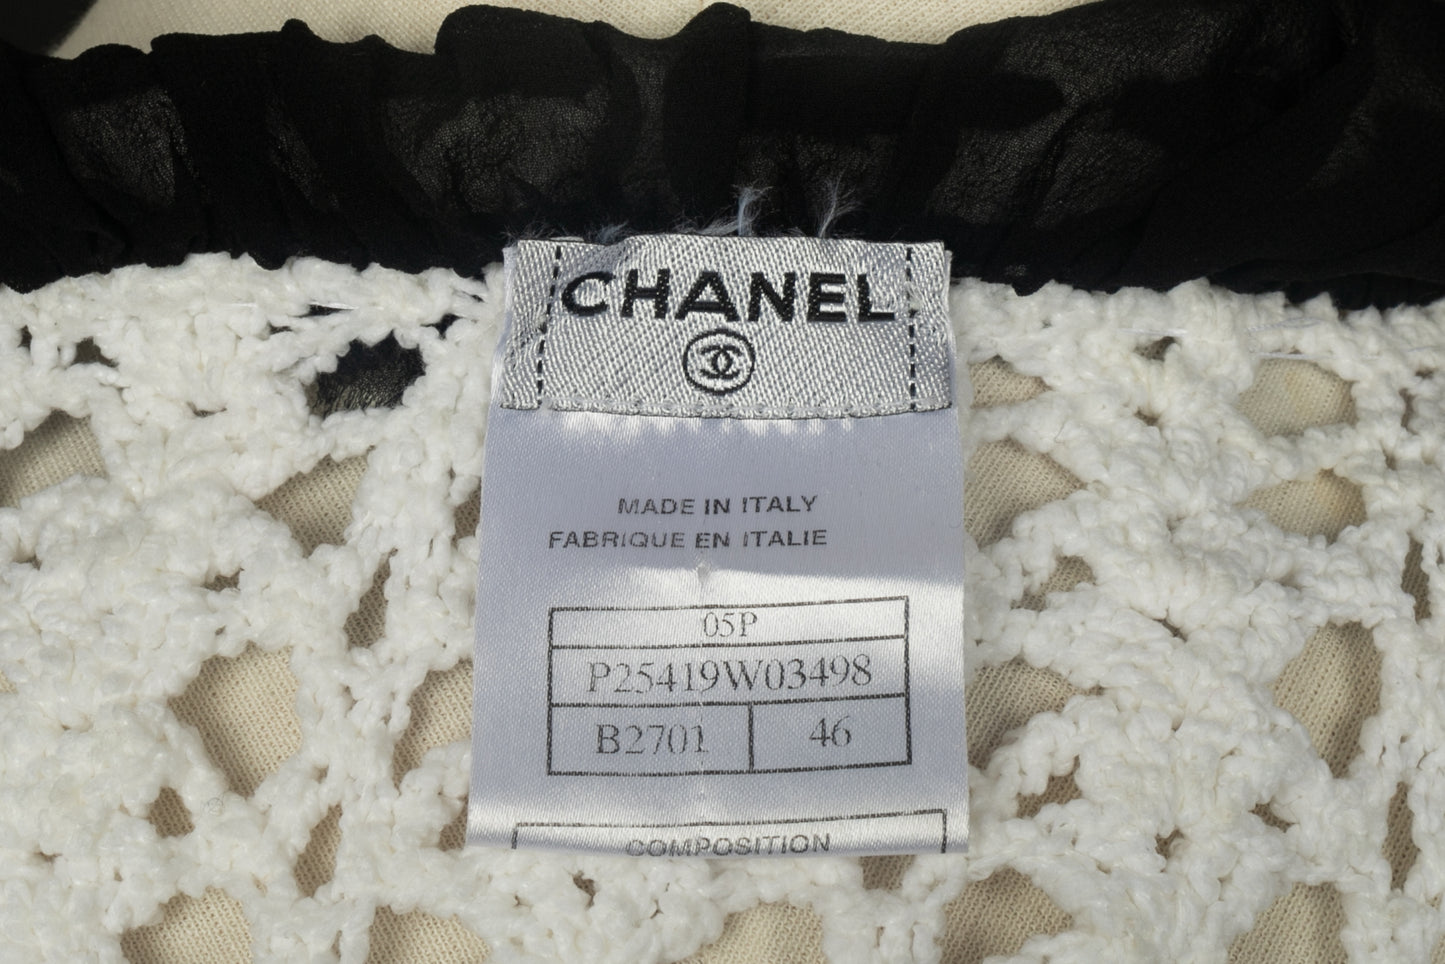 CHANEL
MADE IN ITALY
FABRIQUE EN ITALIE
05P
P25419W03498
B2701 46
COMPOSITION